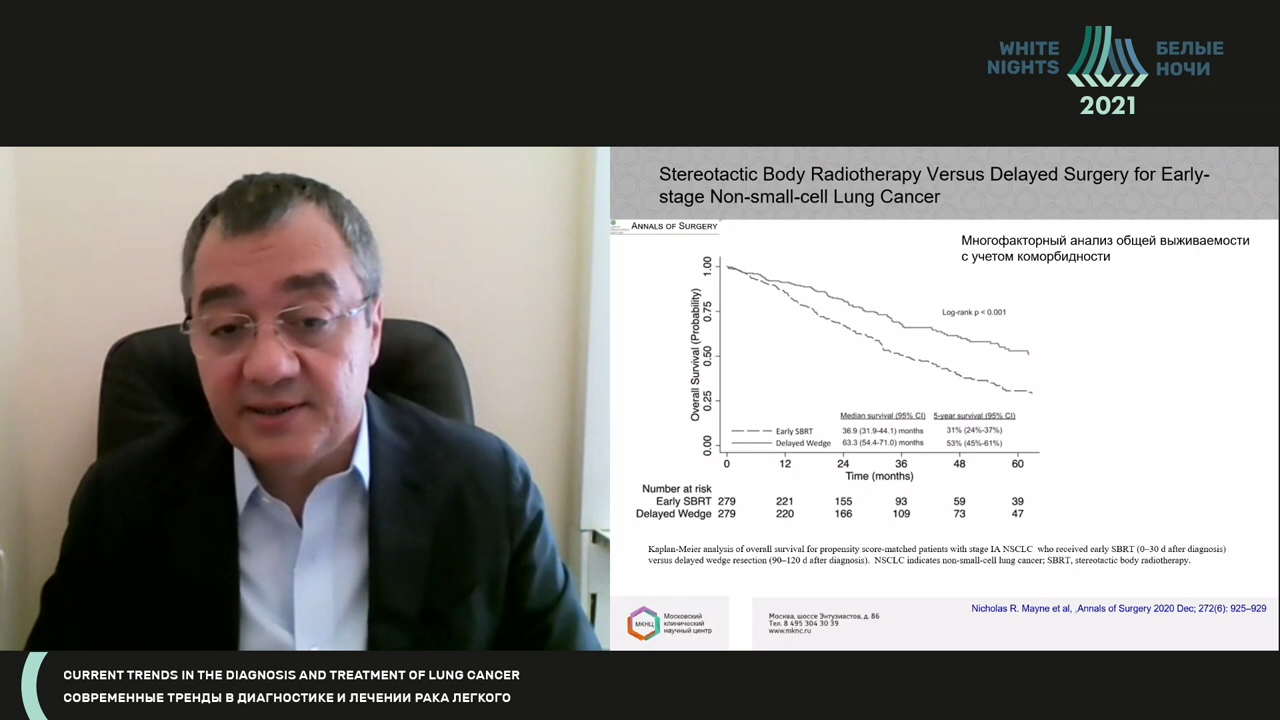 WHITE
NIGHTS
БЕЛЫЕ
НОЧИ
2021
Stereotactic Body Radiotherapy Versus Delayed Surgery for Early-
stage Non-small-cell Lung Cancer
ANNALS OF SURGERY
Многофакторный анализ общей выживаемости
с учетом коморбидности
Overall Survival (Probability)
1.00
0.75
0.50
0.25
0.00
Log-rank p < 0.001
Median survival (95% CI) 5-year survival (95% CI)
Early SBRT 36.9 (31.9-44.1) months 31% (24%-37%)
Delayed Wedge 63.3 (54.4-71.0) months 53% (45%-61%)
0 12 24 36 48 60
Time (months)
Number at risk
Early SBRT 279 221 155 93 59 39
Delayed Wedge 279 220 166 109 73 47
Kaplan-Meier analysis of overall survival for propensity score-matched patients with stage IA NSCLC who received early SBRT (0–30 d after diagnosis)
versus delayed wedge resection (90–120 d after diagnosis). NSCLC indicates non-small-cell lung cancer; SBRT, stereotactic body radiotherapy.
Nicholas R. Mayne et al, ,Annals of Surgery 2020 Dec; 272(6): 925–929
МКНЦ
Московский
клинический
научный центр
Москва, шоссе Энтузиастов, д. 86
Тел. 8 495 304 30 39
www.mknc.ru
CURRENT TRENDS IN THE DIAGNOSIS AND TREATMENT OF LUNG CANCER
СОВРЕМЕННЫЕ ТРЕНДЫ В ДИАГНОСТИКЕ И ЛЕЧЕНИИ РАКА ЛЕГКОГО